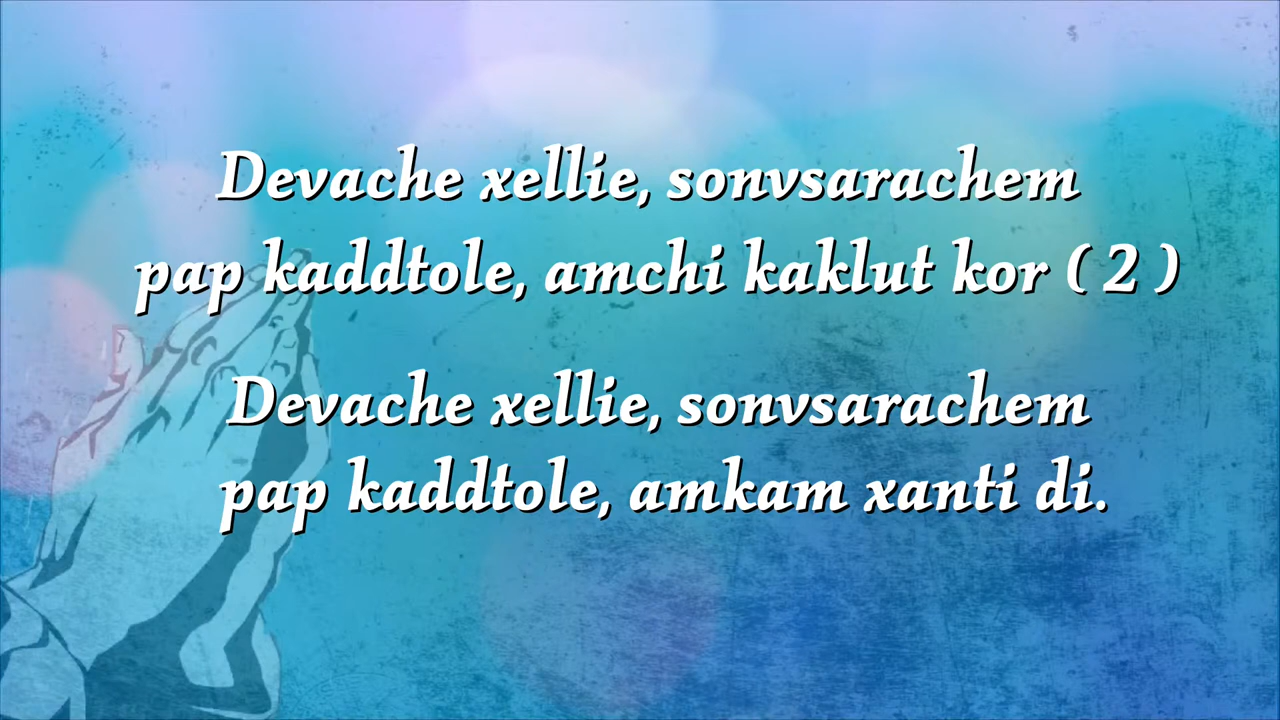 Devache xellie, sonvsarachem
pap kaddtole, amchi kaklut kor ( 2 )
Devache xellie, sonvsarachem
pap kaddtole, amkam xanti di.